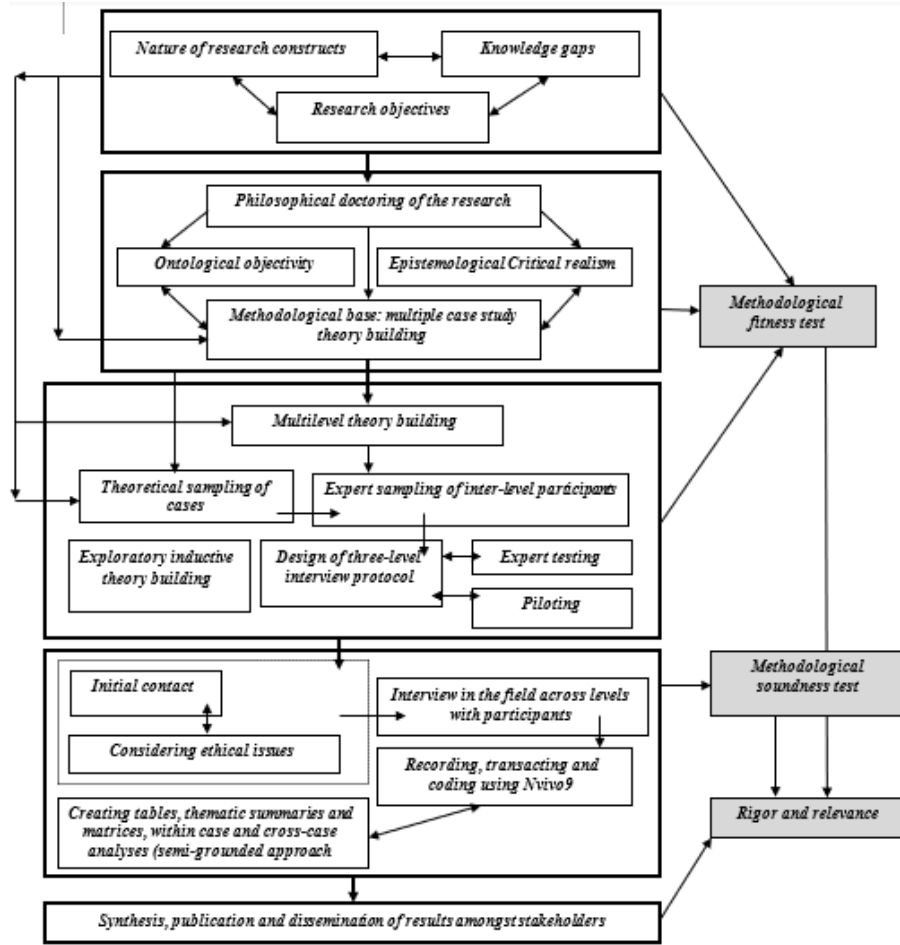 Nature of research constructs
Knowledge gaps
Research objectives
Philosophical doctoring of the research
Ontological objectivity
Epistemological Critical realism
Methodological base: multiple case study
theory building
Methodological
fitness test
Multilevel theory building
Theoretical sampling of
cases
Expert sampling of inter-level participants
Exploratory inductive
theory building
Design of three-level
interview protocol
Expert testing
Piloting
Initial contact
Considering ethical issues
Interview in the field across levels
with participants
Methodological
soundness test
Recording, transacting and
coding using Nvivo9
Creating tables, thematic summaries and
matrices, within case and cross-case
analyses (semi-grounded approach
Rigor and relevance
Synthesis, publication and dissemination of results amongst stakeholders